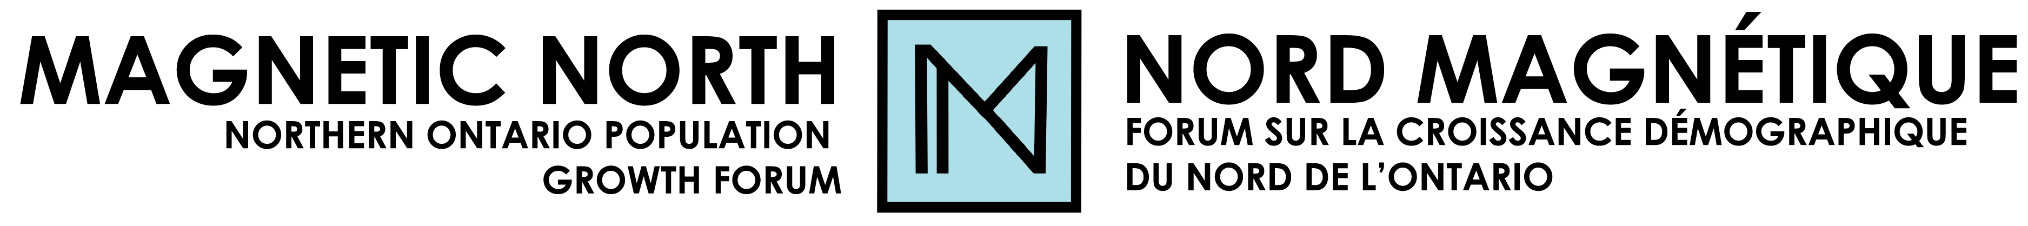 MAGNETIC NORTH
NORTHERN ONTARIO POPULATION
GROWTH FORUM
NORD MAGNÉTIQUE
FORUM SUR LA CROISSANCE DÉMOGRAPHIQUE
DU NORD DE L’ONTARIO